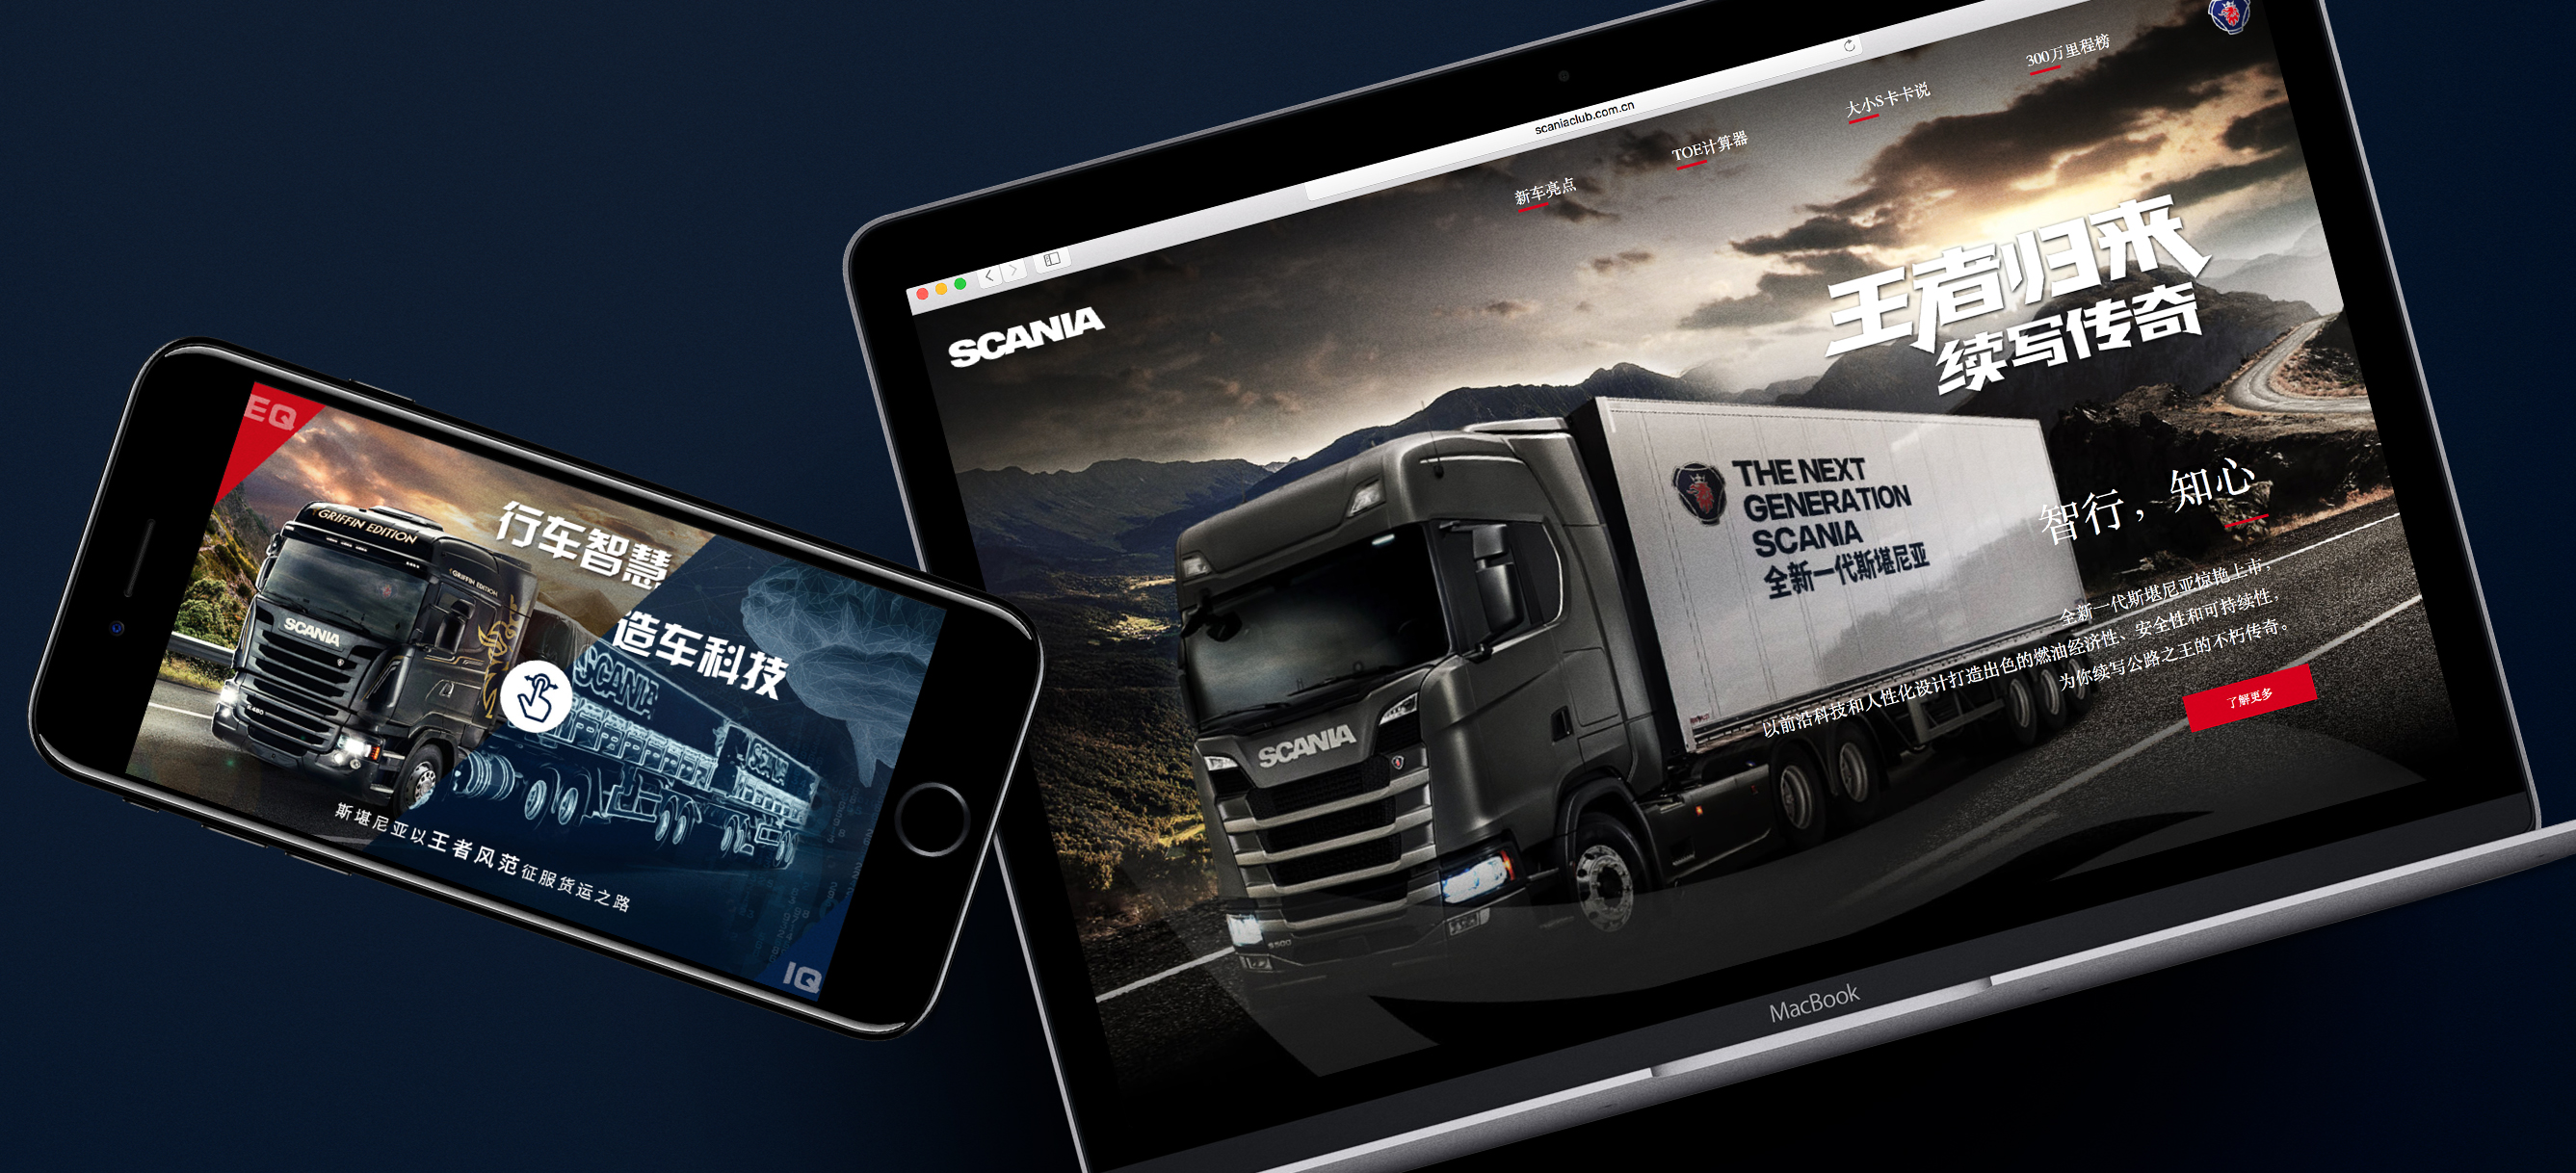 EQ
GRIFFIN EDITION
GRIFFIN EDITION
SCANIA
行车智慧
造车科技
SCANIA
SCANIA
斯堪尼亚以王者风范征服货运之路
IQ
scaniaclub.com.cn
SCANIA
新车亮点
TOE计算器
大小S卡卡说
300万里程榜
王者归来
续写传奇
THE NEXT
GENERATION
SCANIA
全新一代斯堪尼亚
智行，知心
全新一代斯堪尼亚惊艳上市，
以前沿科技和人性化设计打造出色的燃油经济性、安全性和可持续性，
为你续写公路之王的不朽传奇。
了解更多
SCANIA
S500
MacBook